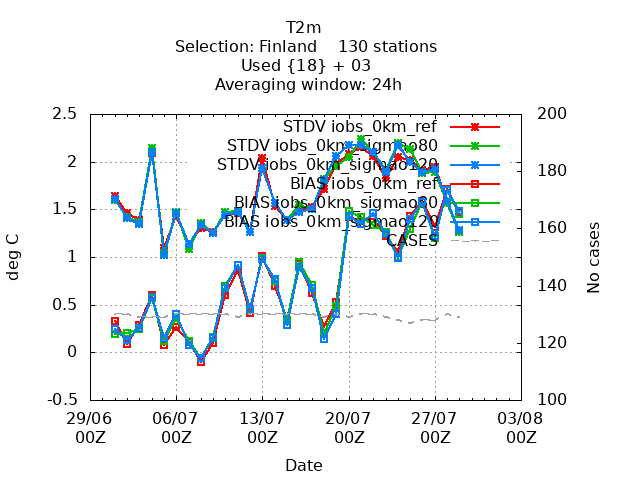 T2m
Selection: Finland    130 stations
Used {18} + 03
Averaging window: 24h
2.5
2
1.5
1
0.5
0
-0.5
deg C
200
180
160
140
120
100
No cases
STDV iobs_0km_ref
STDV iobs_0km_sigmao80
STDV iobs_0km_sigmao120
BIAS iobs_0km_ref
BIAS iobs_0km_sigmao80
BIAS iobs_0km_sigmao120
CASES
29/06 06/07 13/07 20/07 27/07 03/08
00Z 00Z 00Z 00Z 00Z 00Z
Date